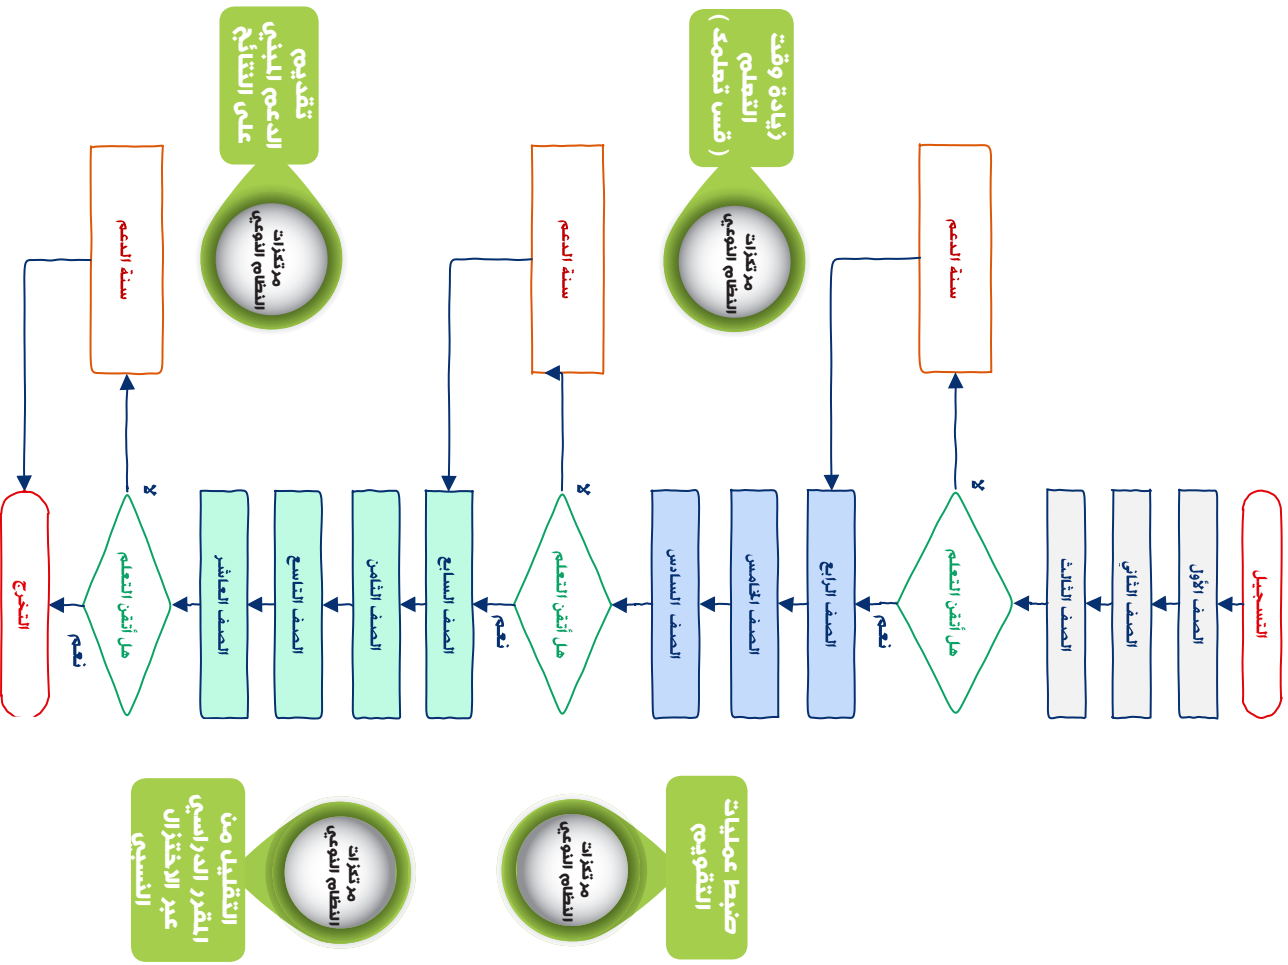 زيادة وقت
التعلم
( قس تعلمك )
مرتكزات
النظام النوعي
تقديم
الدعم المبني
على النتائج
مرتكزات
النظام النوعي
سنة الدعم
سنة الدعم
سنة الدعم
لا
لا
لا
التسجيل
الصف الأول
الصف الثاني
الصف الثالث
هل أتقن التعلم
نعم
الصف الرابع
الصف الخامس
الصف السادس
هل أتقن التعلم
نعم
الصف السابع
الصف الثامن
الصف التاسع
الصف العاشر
هل أتقن التعلم
نعم
التخرج
ضبط عمليات
التقويم
مرتكزات
النظام النوعي
مرتكزات
النظام النوعي
التقليل من
المقرر الدراسي
عبر الاختزال
النسبي